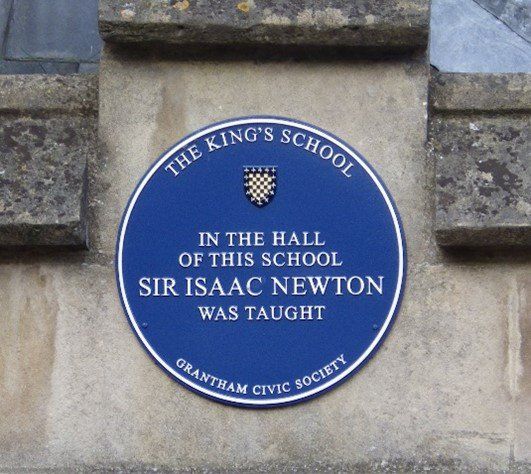 THE KING'S SCHOOL
IN THE HALL
OF THIS SCHOOL
SIR ISAAC NEWTON
WAS TAUGHT
GRANTHAM CIVIC SOCIETY